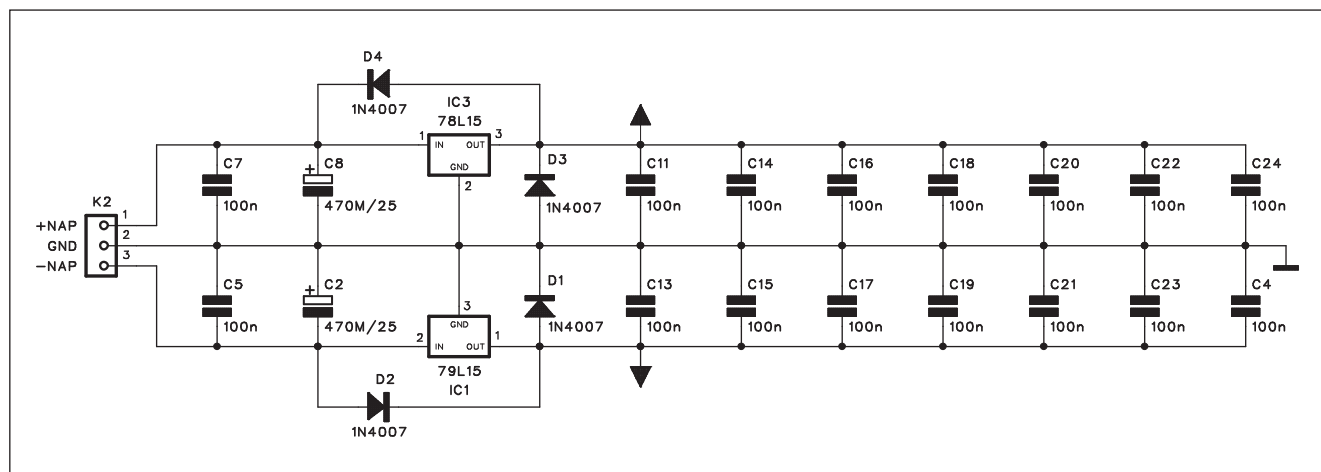 D4
1N4007
IC3
78L15
1
IN
OUT
3
GND
2
D3
1N4007
C7
100n
+
C8
470M/25
C11
100n
C14
100n
C16
100n
C18
100n
C20
100n
C22
100n
C24
100n
K2
+NAP
1
GND
2
-NAP
3
C5
100n
+
C2
470M/25
3
GND
2
IN
OUT
1
79L15
IC1
D1
1N4007
D2
1N4007
C13
100n
C15
100n
C17
100n
C19
100n
C21
100n
C23
100n
C4
100n